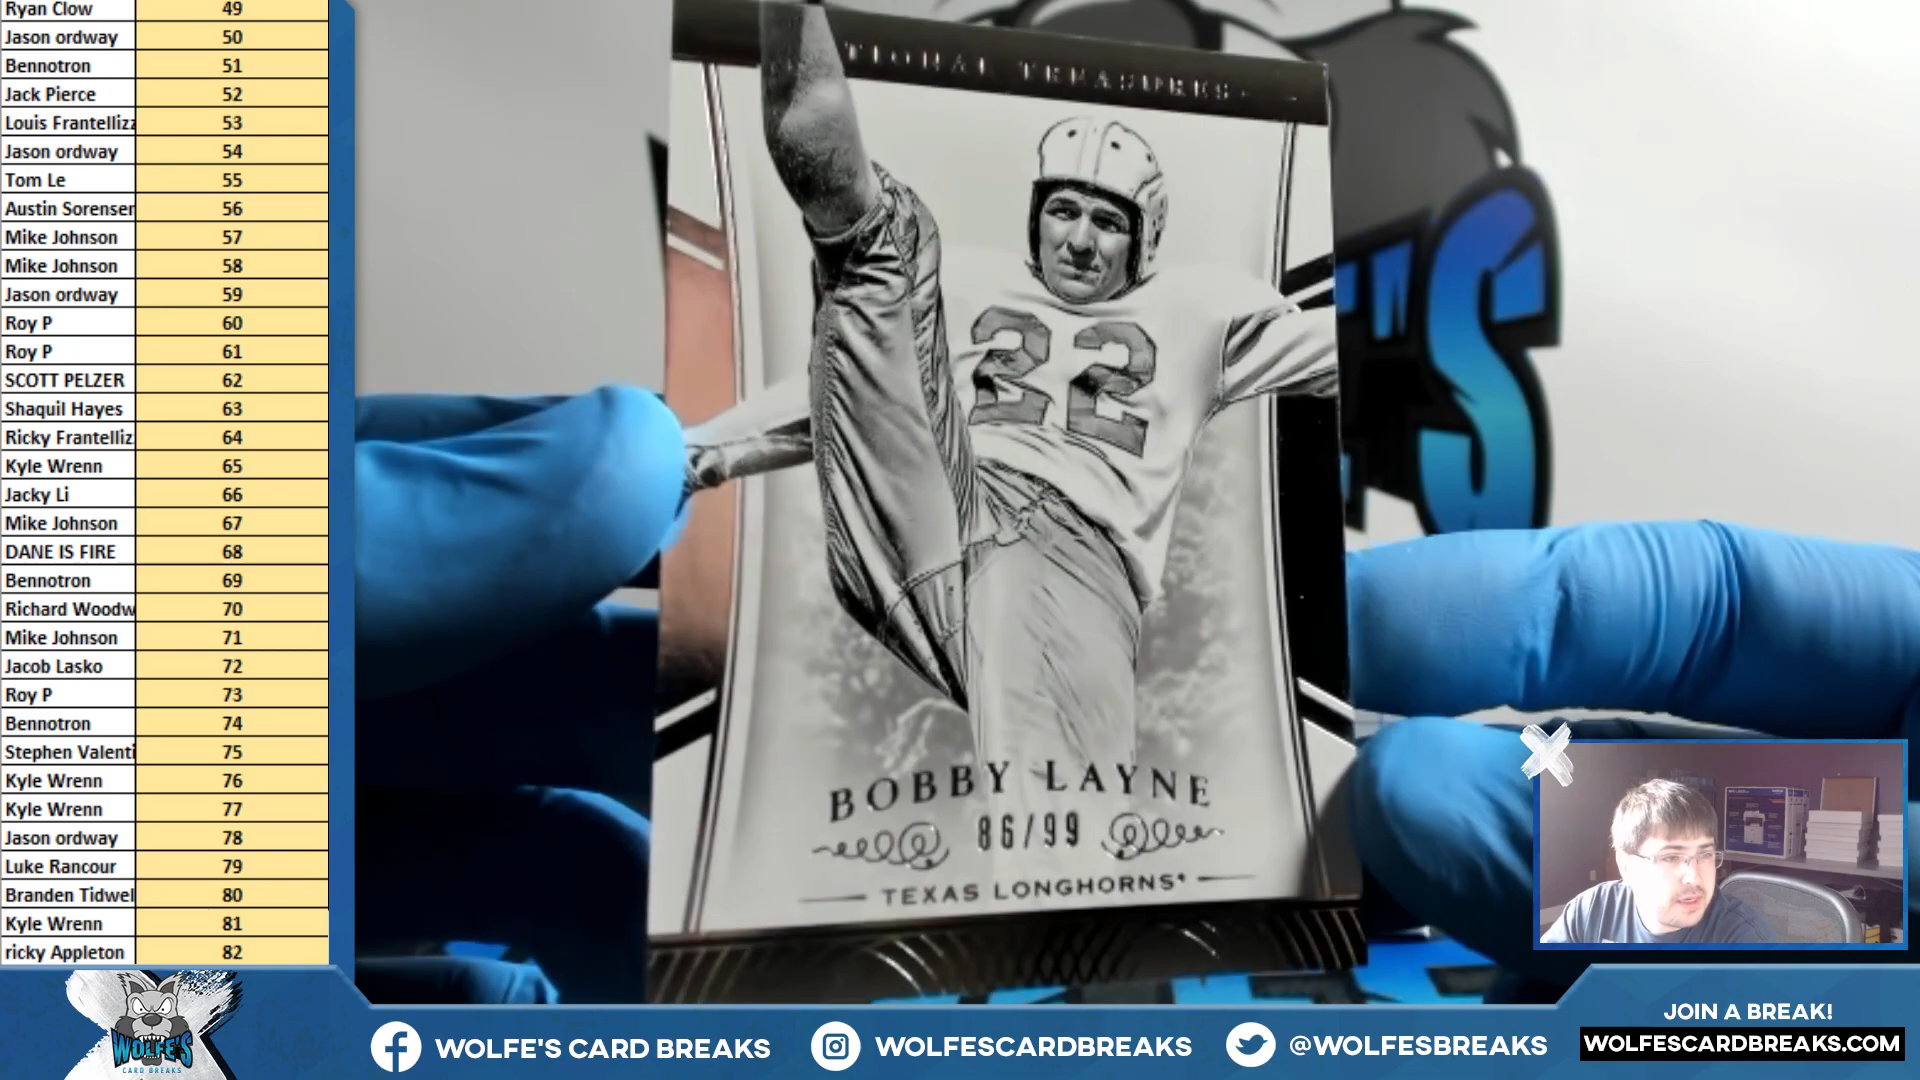 Ryan Clow 49
Jason ordway 50
Bennotron 51
Jack Pierce 52
Louis Frantellizz 53
Jason ordway 54
Tom Le 55
Austin Sorensen 56
Mike Johnson 57
Mike Johnson 58
Jason ordway 59
Roy P 60
Roy P 61
SCOTT PELZER 62
Shaquil Hayes 63
Ricky Frantelliz 64
Kyle Wrenn 65
Jacky Li 66
Mike Johnson 67
DANE IS FIRE 68
Bennotron 69
Richard Woodw 70
Mike Johnson 71
Jacob Lasko 72
Roy P 73
Bennotron 74
Stephen Valenti 75
Kyle Wrenn 76
Kyle Wrenn 77
Jason ordway 78
Luke Rancour 79
Branden Tidwel 80
Kyle Wrenn 81
ricky Appleton 82
TIONAL TREASURES
22
BOBBY LAYNE
86/99
TEXAS LONGHORNS
'S
WOLFE'S
CARD BREAKS
WOLFE'S CARD BREAKS
WOLFESCARDBREAKS
@WOLFESBREAKS
JOIN A BREAK!
WOLFESCARDBREAKS.COM